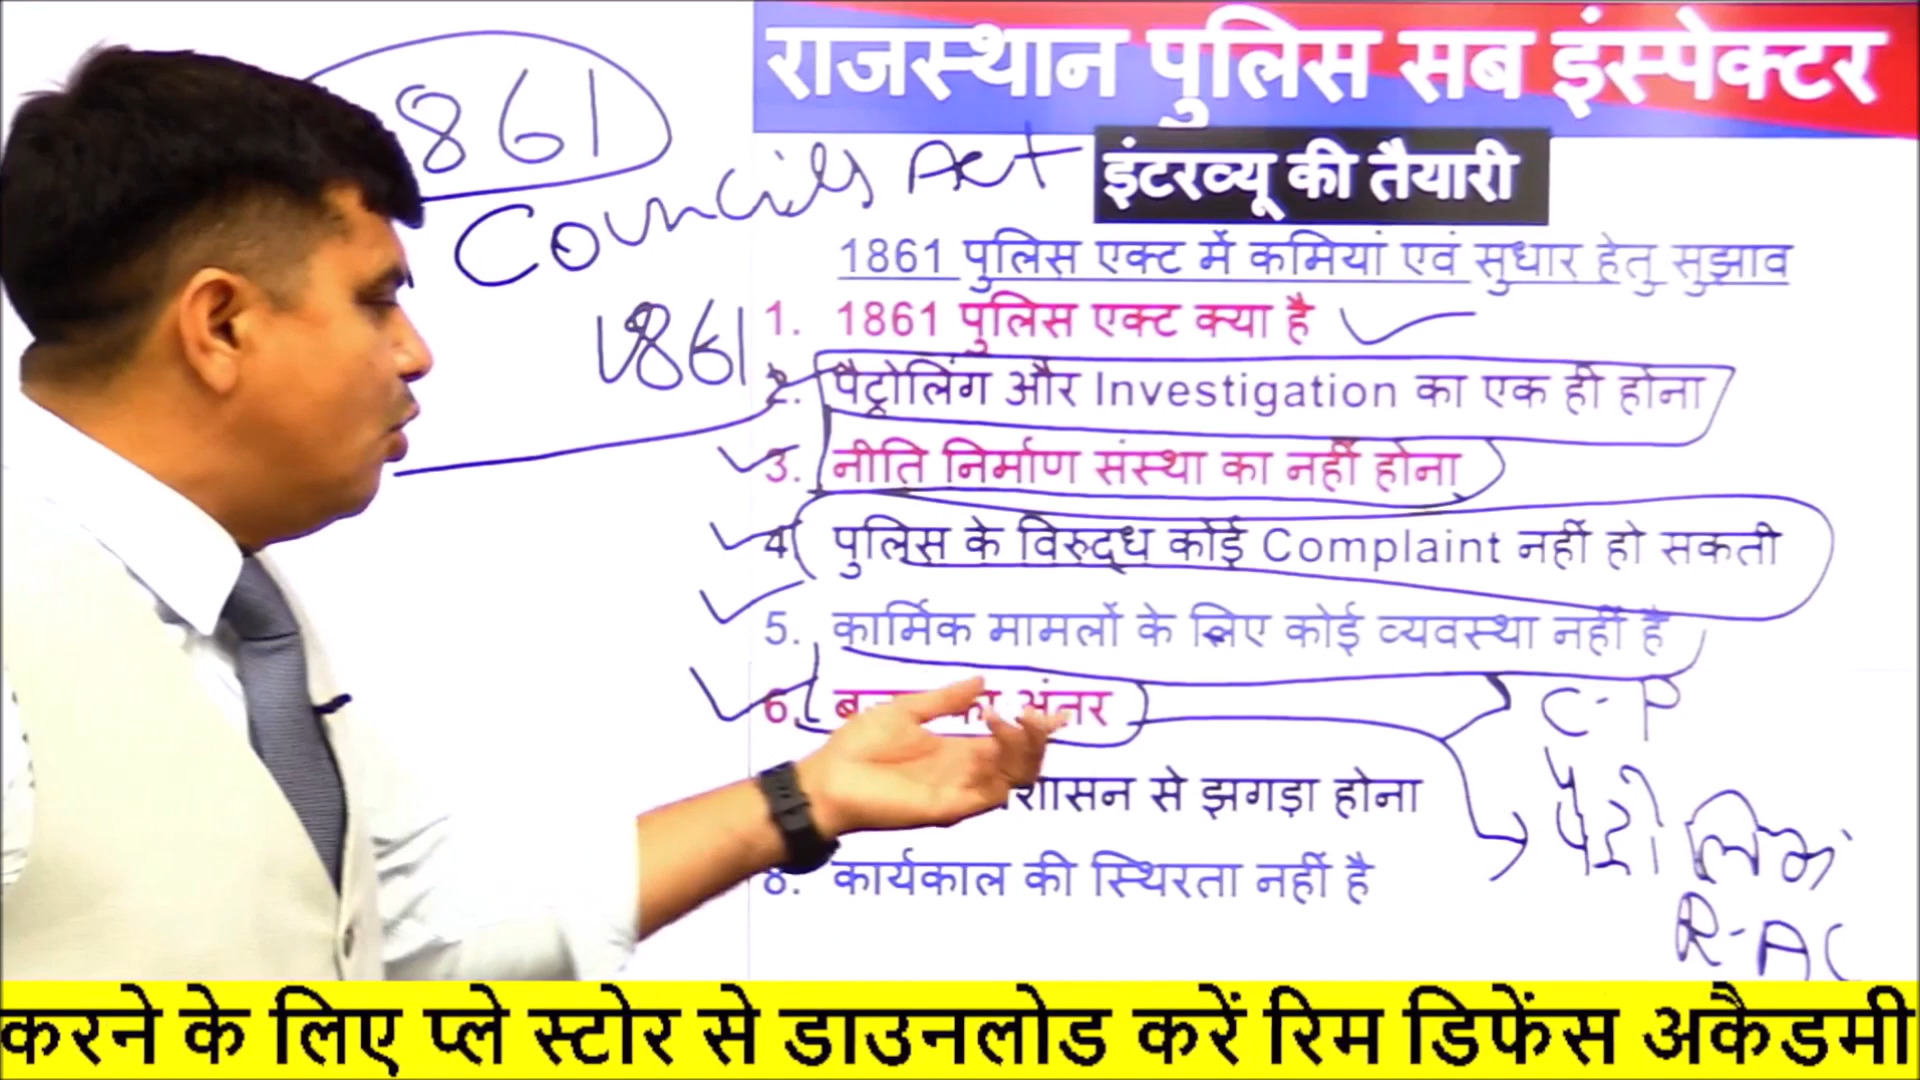 राजस्थान पुलिस सब इंस्पेक्टर
इंटरव्यू की तैयारी
861
Councils Act
1861 पुलिस एक्ट में कमियां एवं सुधार हेतु सुझाव
1861
1. 1861 पुलिस एक्ट क्या है
2. पैट्रोलिंग और Investigation का एक ही होना
3. नीति निर्माण संस्था का नहीं होना
4 पुलिस के विरुद्ध कोई Complaint नहीं हो सकती
5. कार्मिक मामलों के लिए कोई व्यवस्था नहीं है
6. का अंतर
C-P
शासन से झगड़ा होना
8. कार्यकाल की स्थिरता नहीं है
R-AC
करने के लिए प्ले स्टोर से डाउनलोड करें रिम डिफेंस अकैडमी